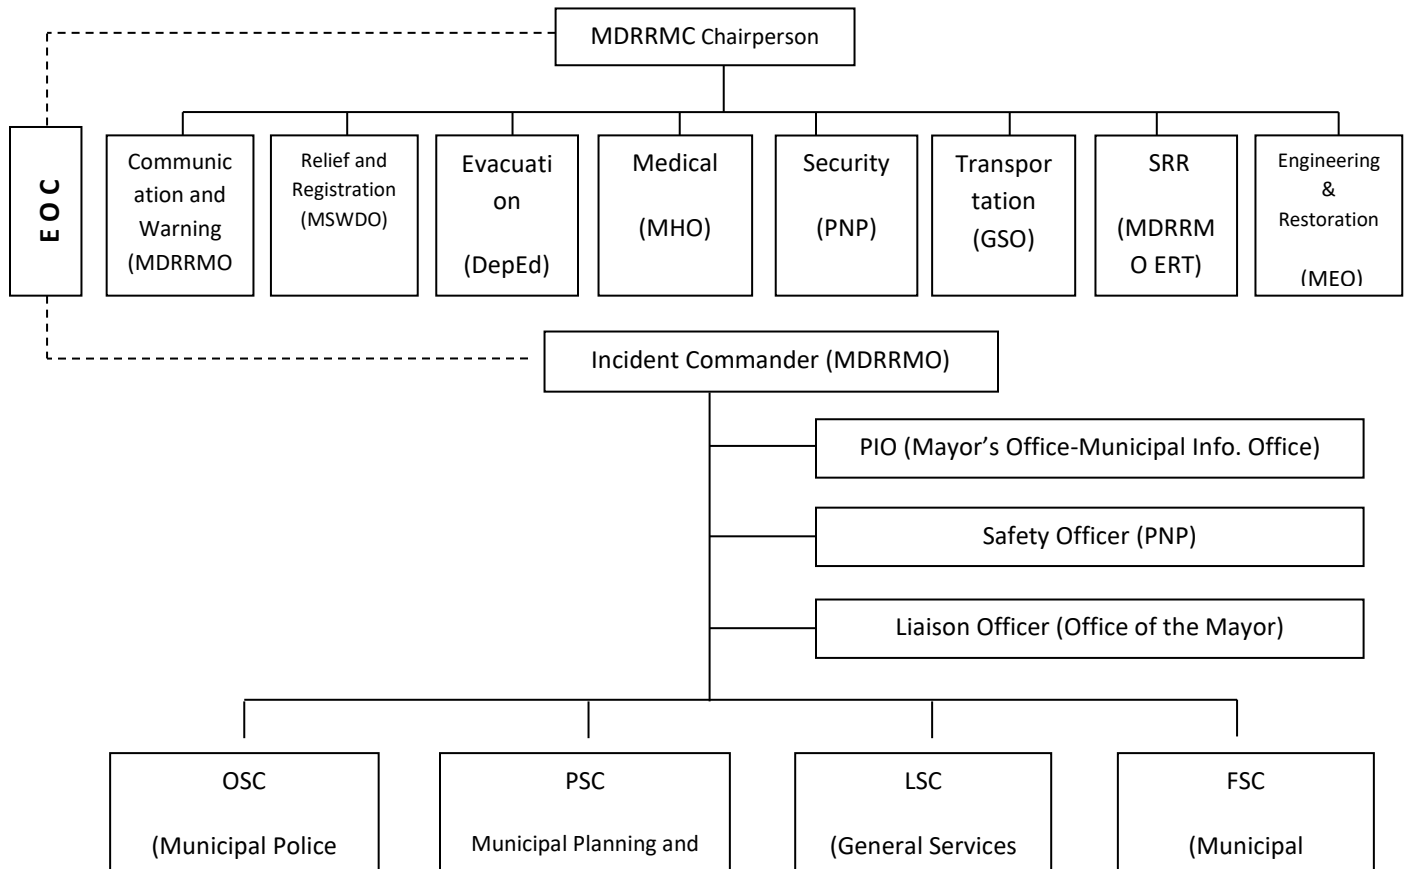 MDRRMC Chairperson
E O C
Communic
ation and
Warning
(MDRRMO
Relief and
Registration
(MSWDO)
Evacuati
on
(DepEd)
Medical
(MHO)
Security
(PNP)
Transpor
tation
(GSO)
SRR
(MDRRM
O ERT)
Engineering
&
Restoration
(MEO)
Incident Commander (MDRRMO)
PIO (Mayor’s Office-Municipal Info. Office)
Safety Officer (PNP)
Liaison Officer (Office of the Mayor)
OSC
(Municipal Police
PSC
Municipal Planning and
LSC
(General Services
FSC
(Municipal